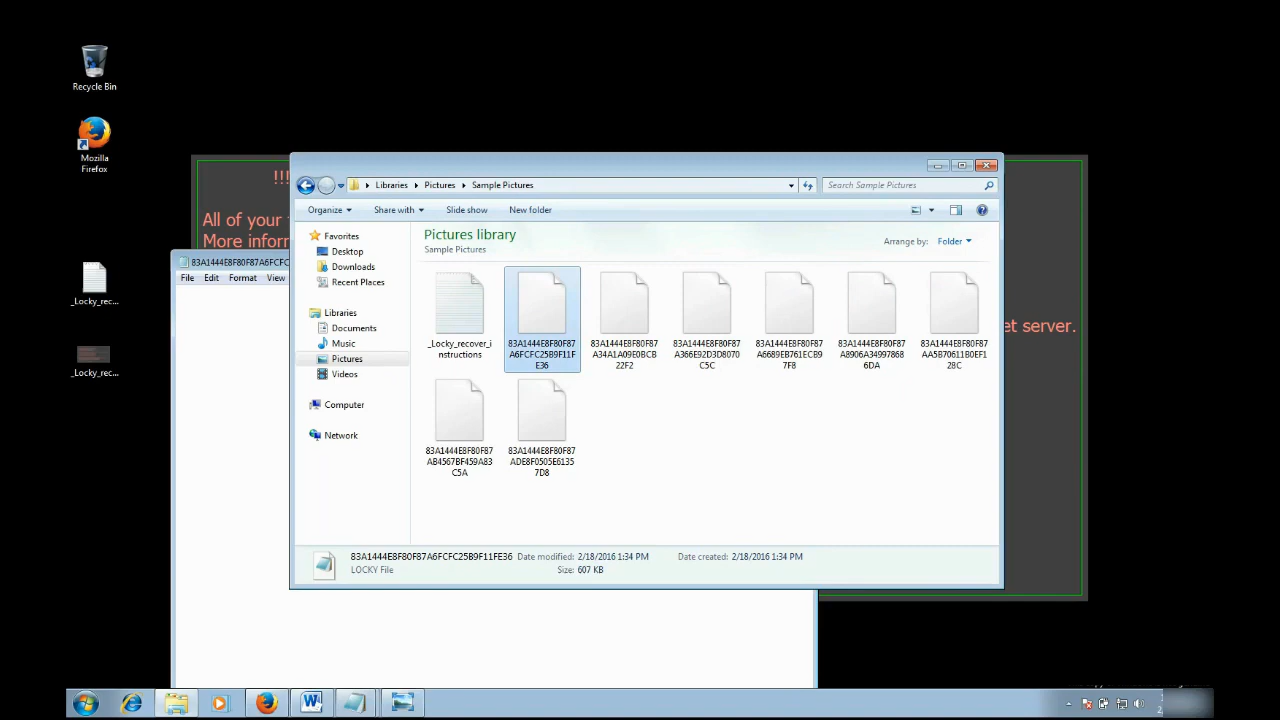 Recycle Bin
Mozilla
Firefox
_Locky_rec...
_Locky_rec...
!!!
All of your
More inform
et server.
83A1444E8F80F87A6FCFC
File Edit Format View
Libraries Pictures Sample Pictures
Search Sample Pictures
Organize Share with Slide show New folder
Pictures library
Sample Pictures
Arrange by: Folder
Favorites
Desktop
Downloads
Recent Places
Libraries
Documents
Music
Pictures
Videos
Computer
Network
_Locky_recover_i
nstructions
83A1444E8F80F87
A6FCFC25B9F11F
E36
83A1444E8F80F87
A34A1A09E0BCB
22F2
83A1444E8F80F87
A366E92D3D8070
C5C
83A1444E8F80F87
A6689EB761ECB9
7F8
83A1444E8F80F87
A8906A34997868
6DA
83A1444E8F80F87
AA5B70611B0EF1
28C
83A1444E8F80F87
AB4567BF459A83
C5A
83A1444E8F80F87
ADE8F0505E6135
7D8
83A1444E8F80F87A6FCFC25B9F11FE36 Date modified: 2/18/2016 1:34 PM Date created: 2/18/2016 1:34 PM
LOCKY File Size: 607 KB